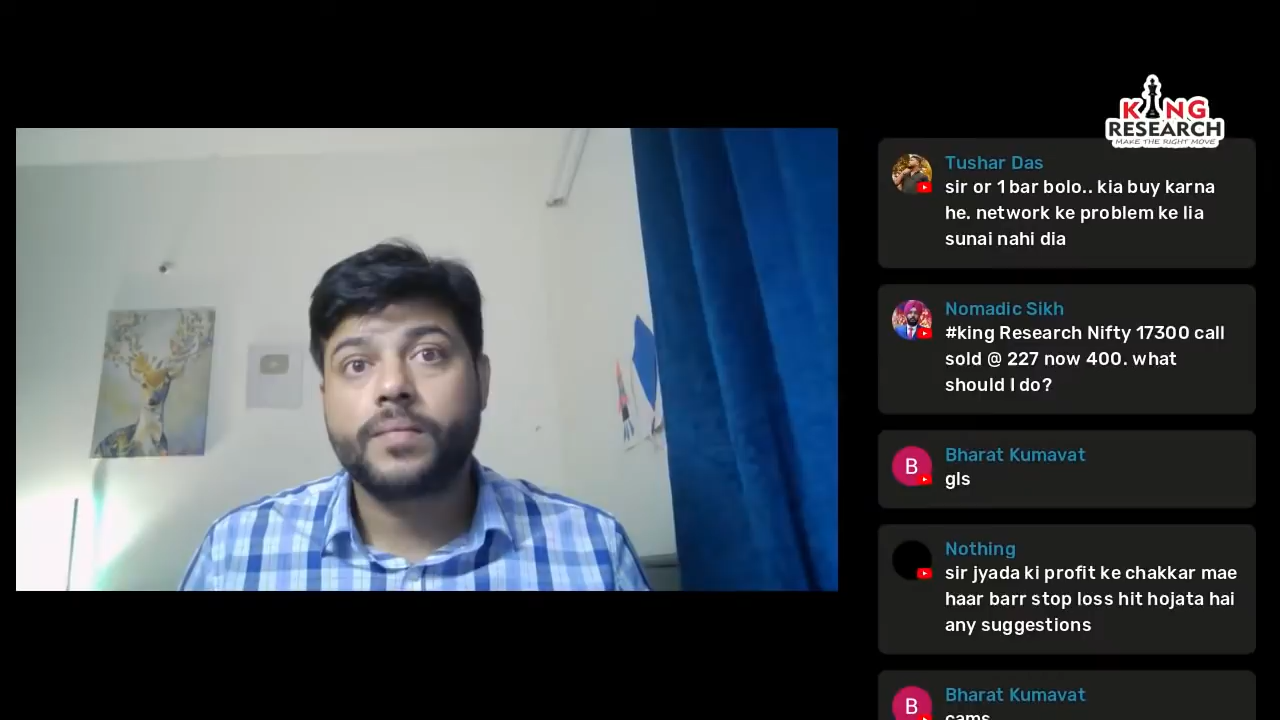 KING
RESEARCH
MAKE THE RIGHT MOVE
Tushar Das
sir or 1 bar bolo.. kia buy karna
he. network ke problem ke lia
sunai nahi dia
Nomadic Sikh
#king Research Nifty 17300 call
sold @ 227 now 400. what
should I do?
B
Bharat Kumavat
gls
Nothing
sir jyada ki profit ke chakkar mae
haar barr stop loss hit hojata hai
any suggestions
B
Bharat Kumavat
cams